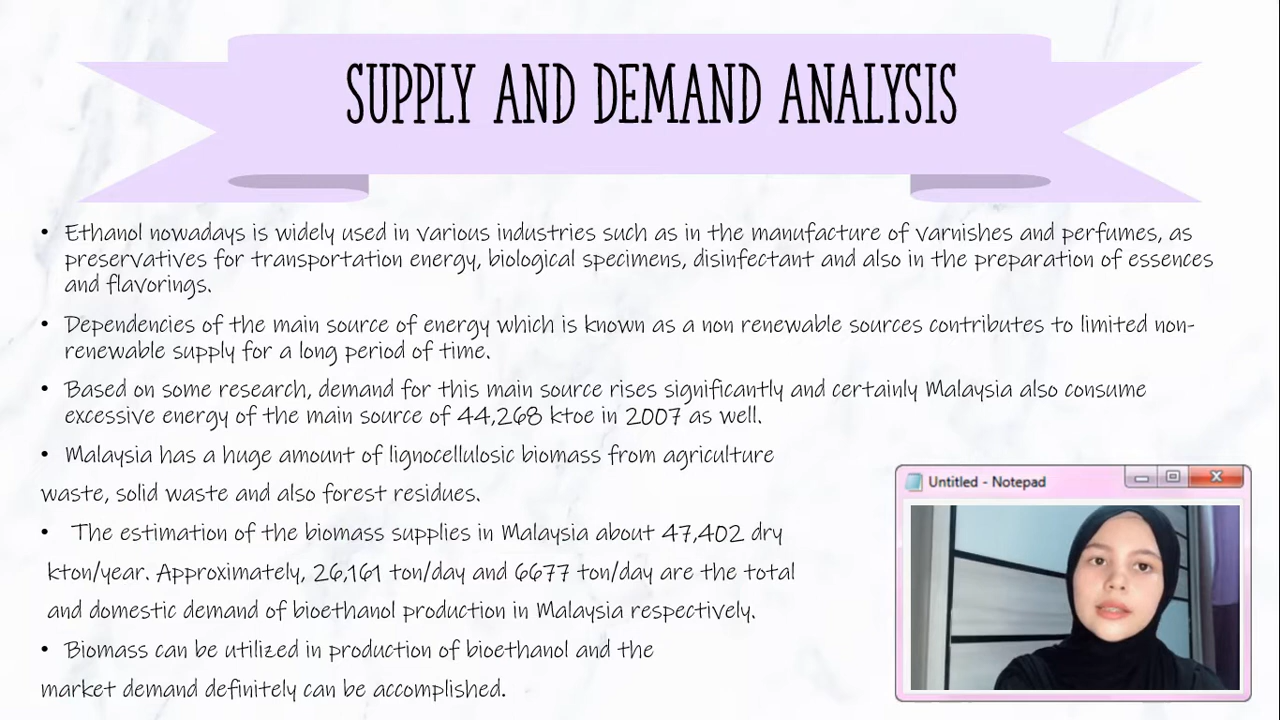 SUPPLY AND DEMAND ANALYSIS
• Ethanol nowadays is widely used in various industries such as in the manufacture of varnishes and perfumes, as
preservatives for transportation energy, biological specimens, disinfectant and also in the preparation of essences
and flavorings.
• Dependencies of the main source of energy which is known as a non renewable sources contributes to limited non-
renewable supply for a long period of time.
• Based on some research, demand for this main source rises significantly and certainly Malaysia also consume
excessive energy of the main source of 44,268 ktoe in 2007 as well.
• Malaysia has a huge amount of lignocellulosic biomass from agriculture
waste, solid waste and also forest residues.
• The estimation of the biomass supplies in Malaysia about 47,402 dry
kton/year. Approximately, 26,161 ton/day and 6677 ton/day are the total
and domestic demand of bioethanol production in Malaysia respectively.
• Biomass can be utilized in production of bioethanol and the
market demand definitely can be accomplished.
Untitled - Notepad